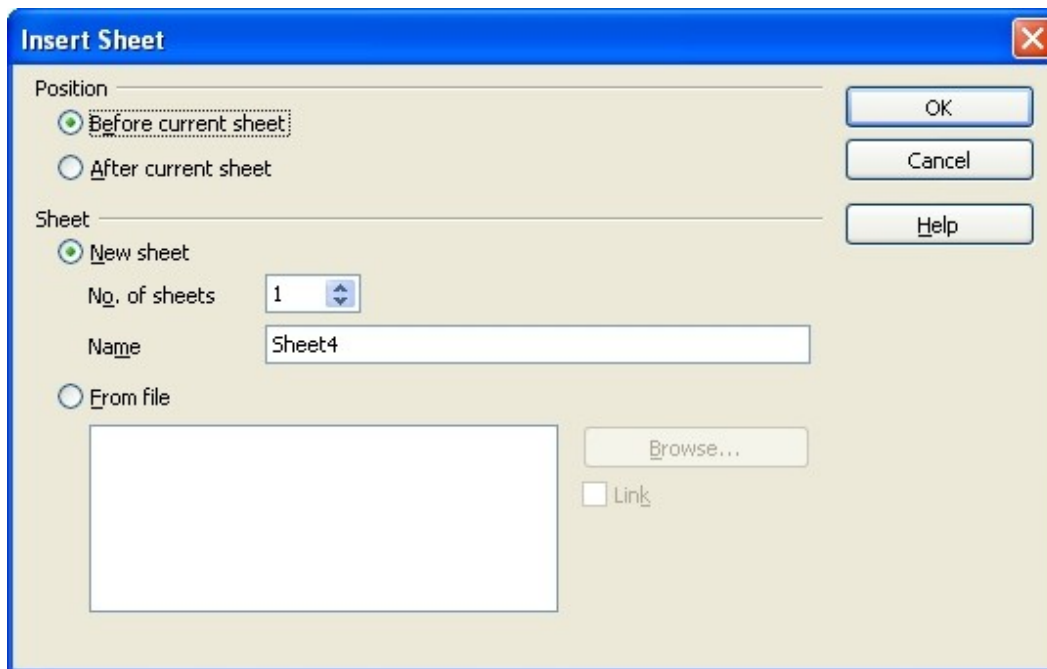 Insert Sheet
Position
Before current sheet
After current sheet
OK
Cancel
Help
Sheet
New sheet
No. of sheets 1
Name Sheet4
From file
Browse...
Link